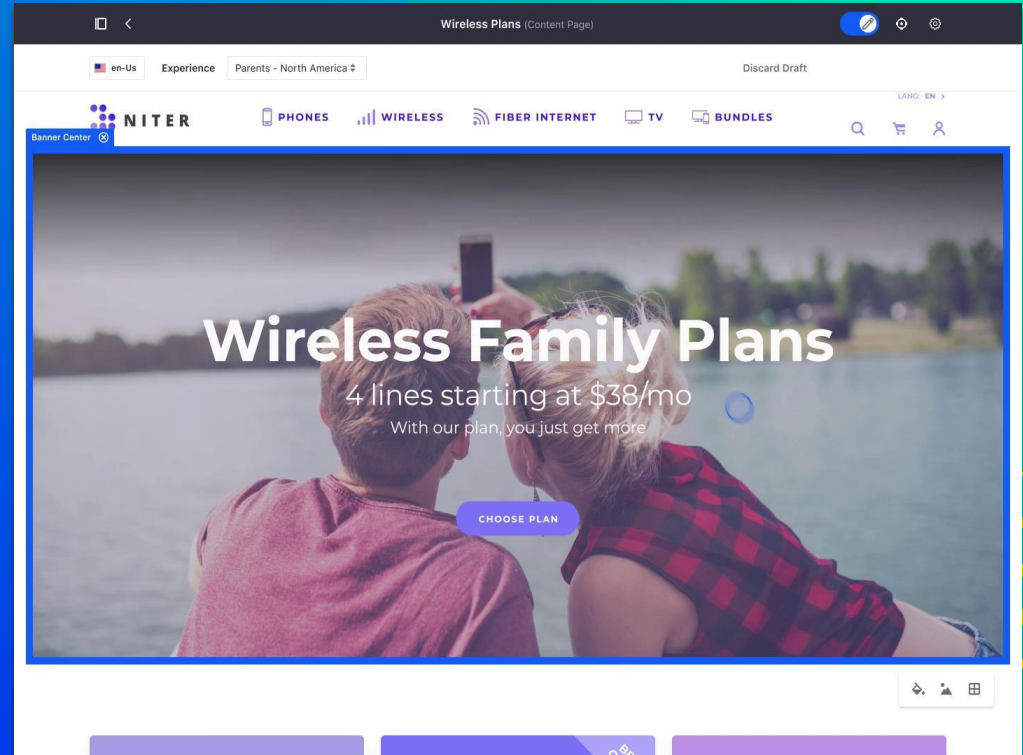 Wireless Plans (Content Page)
en-Us Experience Parents - North America Discard Draft
LANG: EN >
NITER PHONES WIRELESS FIBER INTERNET TV BUNDLES
Banner Center
Wireless Family Plans
4 lines starting at $38/mo
With our plan, you just get more
CHOOSE PLAN